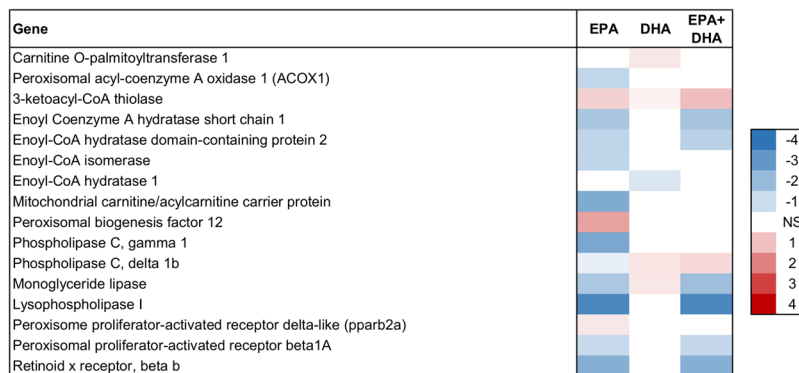 Gene EPA DHA EPA+
DHA
Carnitine O-palmitoyltransferase 1
Peroxisomal acyl-coenzyme A oxidase 1 (ACOX1)
3-ketoacyl-CoA thiolase
Enoyl Coenzyme A hydratase short chain 1
Enoyl-CoA hydratase domain-containing protein 2
Enoyl-CoA isomerase
Enoyl-CoA hydratase 1
Mitochondrial carnitine/acylcarnitine carrier protein
Peroxisomal biogenesis factor 12
Phospholipase C, gamma 1
Phospholipase C, delta 1b
Monoglyceride lipase
Lysophospholipase I
Peroxisome proliferator-activated receptor delta-like (pparb2a)
Peroxisomal proliferator-activated receptor beta1A
Retinoid x receptor, beta b
-4
-3
-2
-1
NS
1
2
3
4